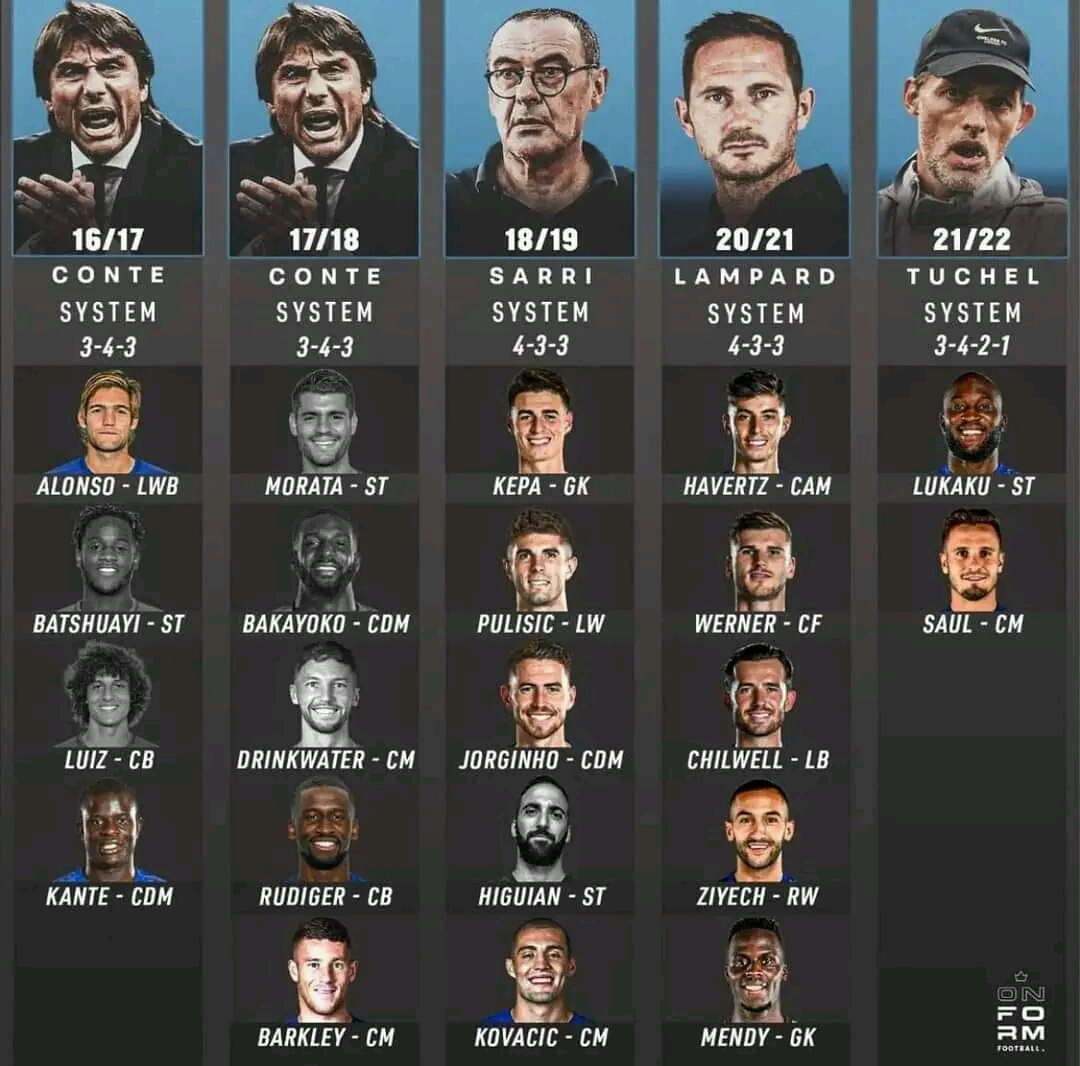 16/17
CONTE
SYSTEM
3-4-3
ALONSO - LWB
BATSHUAYI - ST
LUIZ - CB
KANTE - CDM
17/18
CONTE
SYSTEM
3-4-3
MORATA - ST
BAKAYOKO - CDM
DRINKWATER - CM
RUDIGER - CB
BARKLEY - CM
18/19
SARRI
SYSTEM
4-3-3
KEPA - GK
PULISIC - LW
JORGINHO - CDM
HIGUIAN - ST
KOVACIC - CM
20/21
LAMPARD
SYSTEM
4-3-3
HAVERTZ - CAM
WERNER - CF
CHILWELL - LB
ZIYECH - RW
MENDY - GK
21/22
TUCHEL
SYSTEM
3-4-2-1
LUKAKU - ST
SAUL - CM
ON
FO
RM
FOOTBALL.